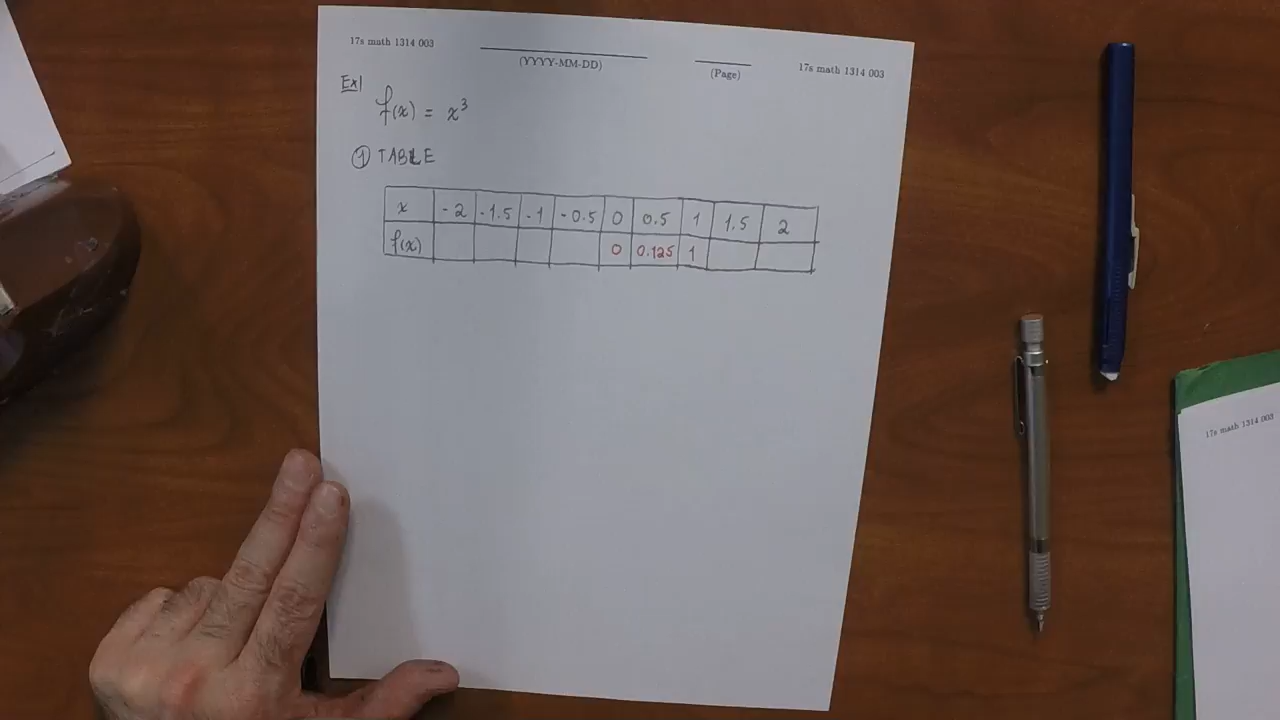 17s math 1314 003 (YYYY-MM-DD) (Page) 17s math 1314 003
Ex1
f(x) = x³
① TABLE
x -2 -1.5 -1 -0.5 0 0.5 1 1.5 2
f(x) 0 0.125 1
17s math 1314 003